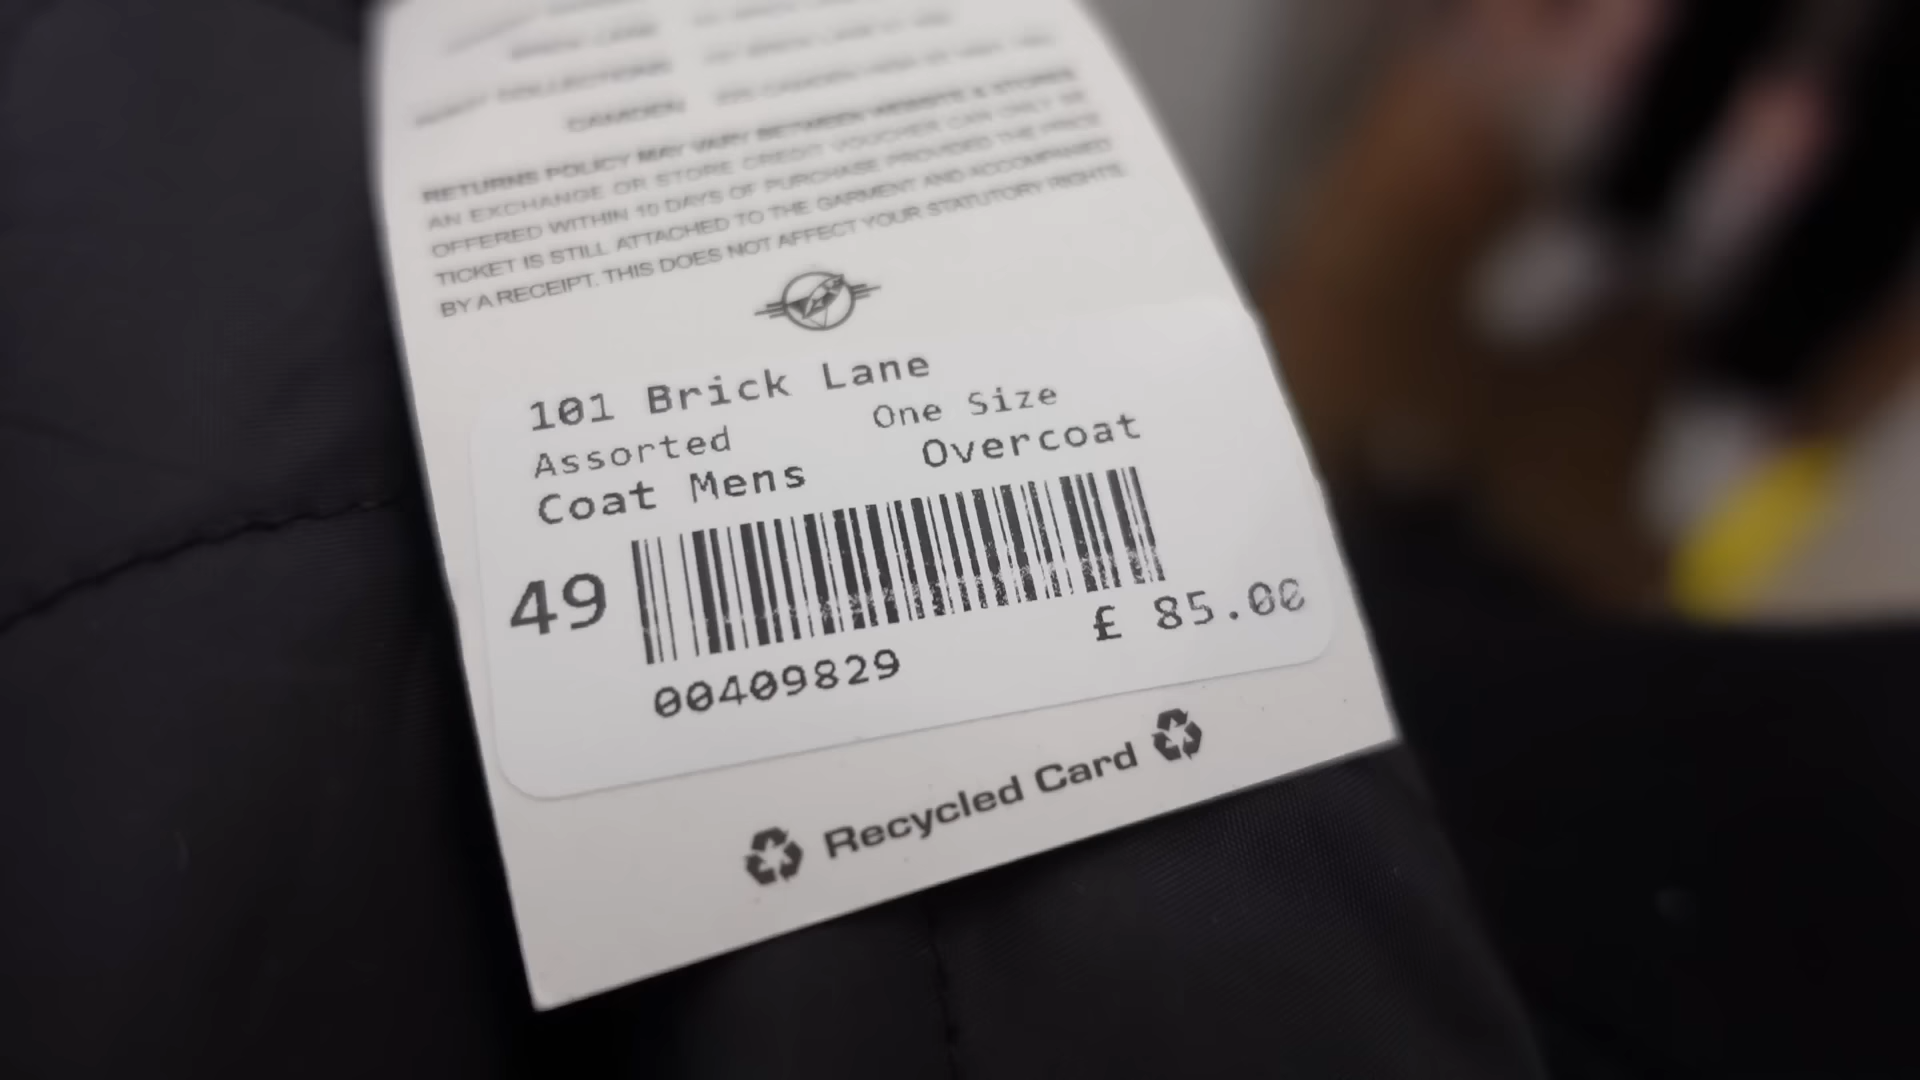 CAMDEN
RETURNS POLICY MAY VARY BETWEEN WEBSITE & STORES
AN EXCHANGE OR STORE CREDIT VOUCHER CAN ONLY BE
OFFERED WITHIN 10 DAYS OF PURCHASE PROVIDED THE PRICE
TICKET IS STILL ATTACHED TO THE GARMENT AND ACCOMPANIED
BY A RECEIPT. THIS DOES NOT AFFECT YOUR STATUTORY RIGHTS.
101 Brick Lane
Assorted One Size
Coat Mens Overcoat
49
00409829
£ 85.00
Recycled Card